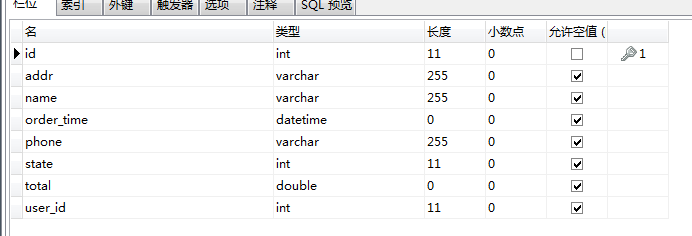 栏位 索引 外键 触发器 选项 注释 SQL 预览
名 类型 长度 小数点 允许空值 (
id int 11 0 1
addr varchar 255 0
name varchar 255 0
order_time datetime 0 0
phone varchar 255 0
state int 11 0
total double 0 0
user_id int 11 0